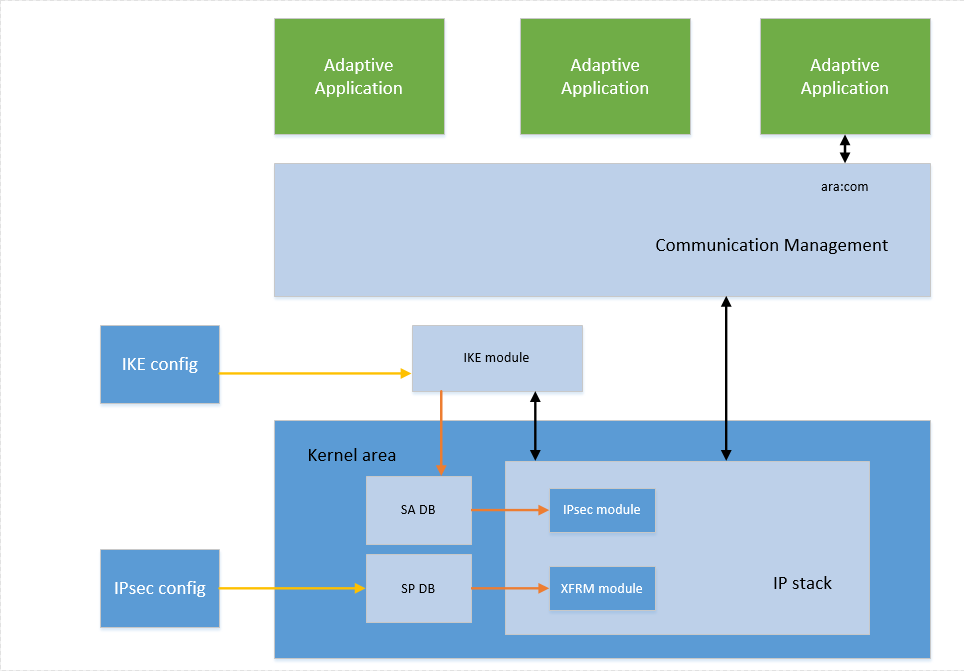 Adaptive
Application
Adaptive
Application
Adaptive
Application
ara:com
Communication Management
IKE config
IKE module
Kernel area
SA DB
IPsec module
IPsec config
SP DB
XFRM module
IP stack